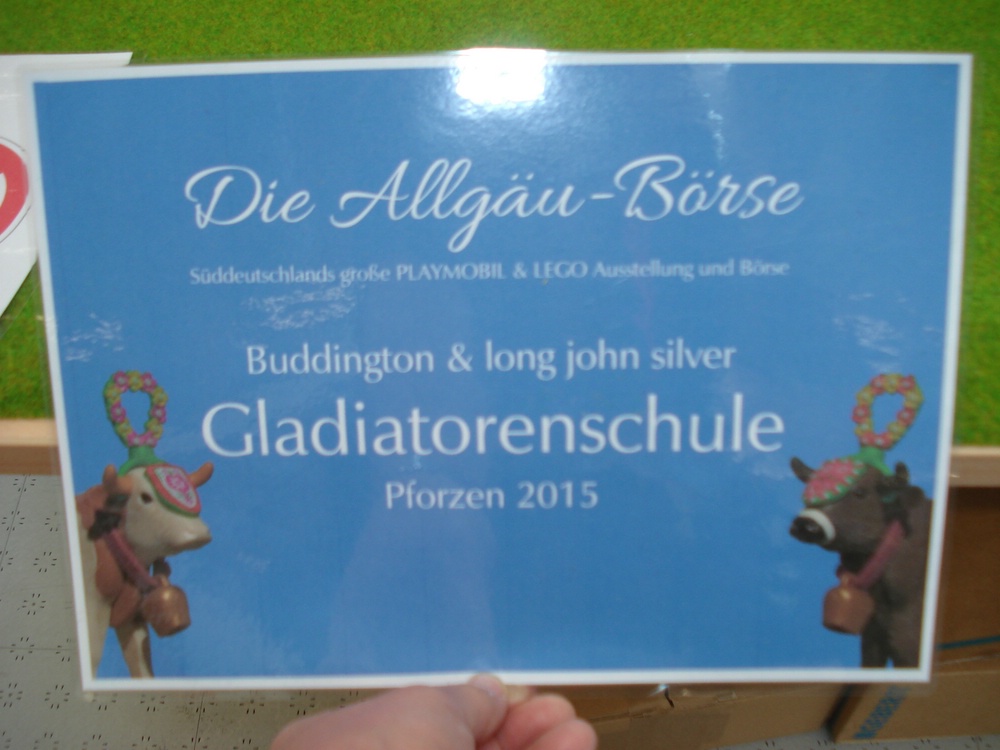 Die Allgäu-Börse
Süddeutschlands große PLAYMOBIL & LEGO Ausstellung und Börse
Buddington & long john silver
Gladiatorenschule
Pforzen 2015